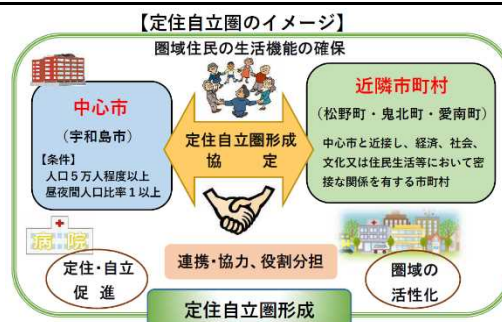 【定住自立圏のイメージ】
圏域住民の生活機能の確保
中心市
(宇和島市)
【条件】
人口5万人程度以上
昼夜間人口比率1以上
定住自立圏形成
協 定
近隣市町村
(松野町・鬼北町・愛南町)
中心市と近接し、経済、社会、
文化又は住民生活等において密
接な関係を有する市町村
病院
定住・自立
促 進
連携・協力、役割分担
圏域の
活性化
定住自立圏形成